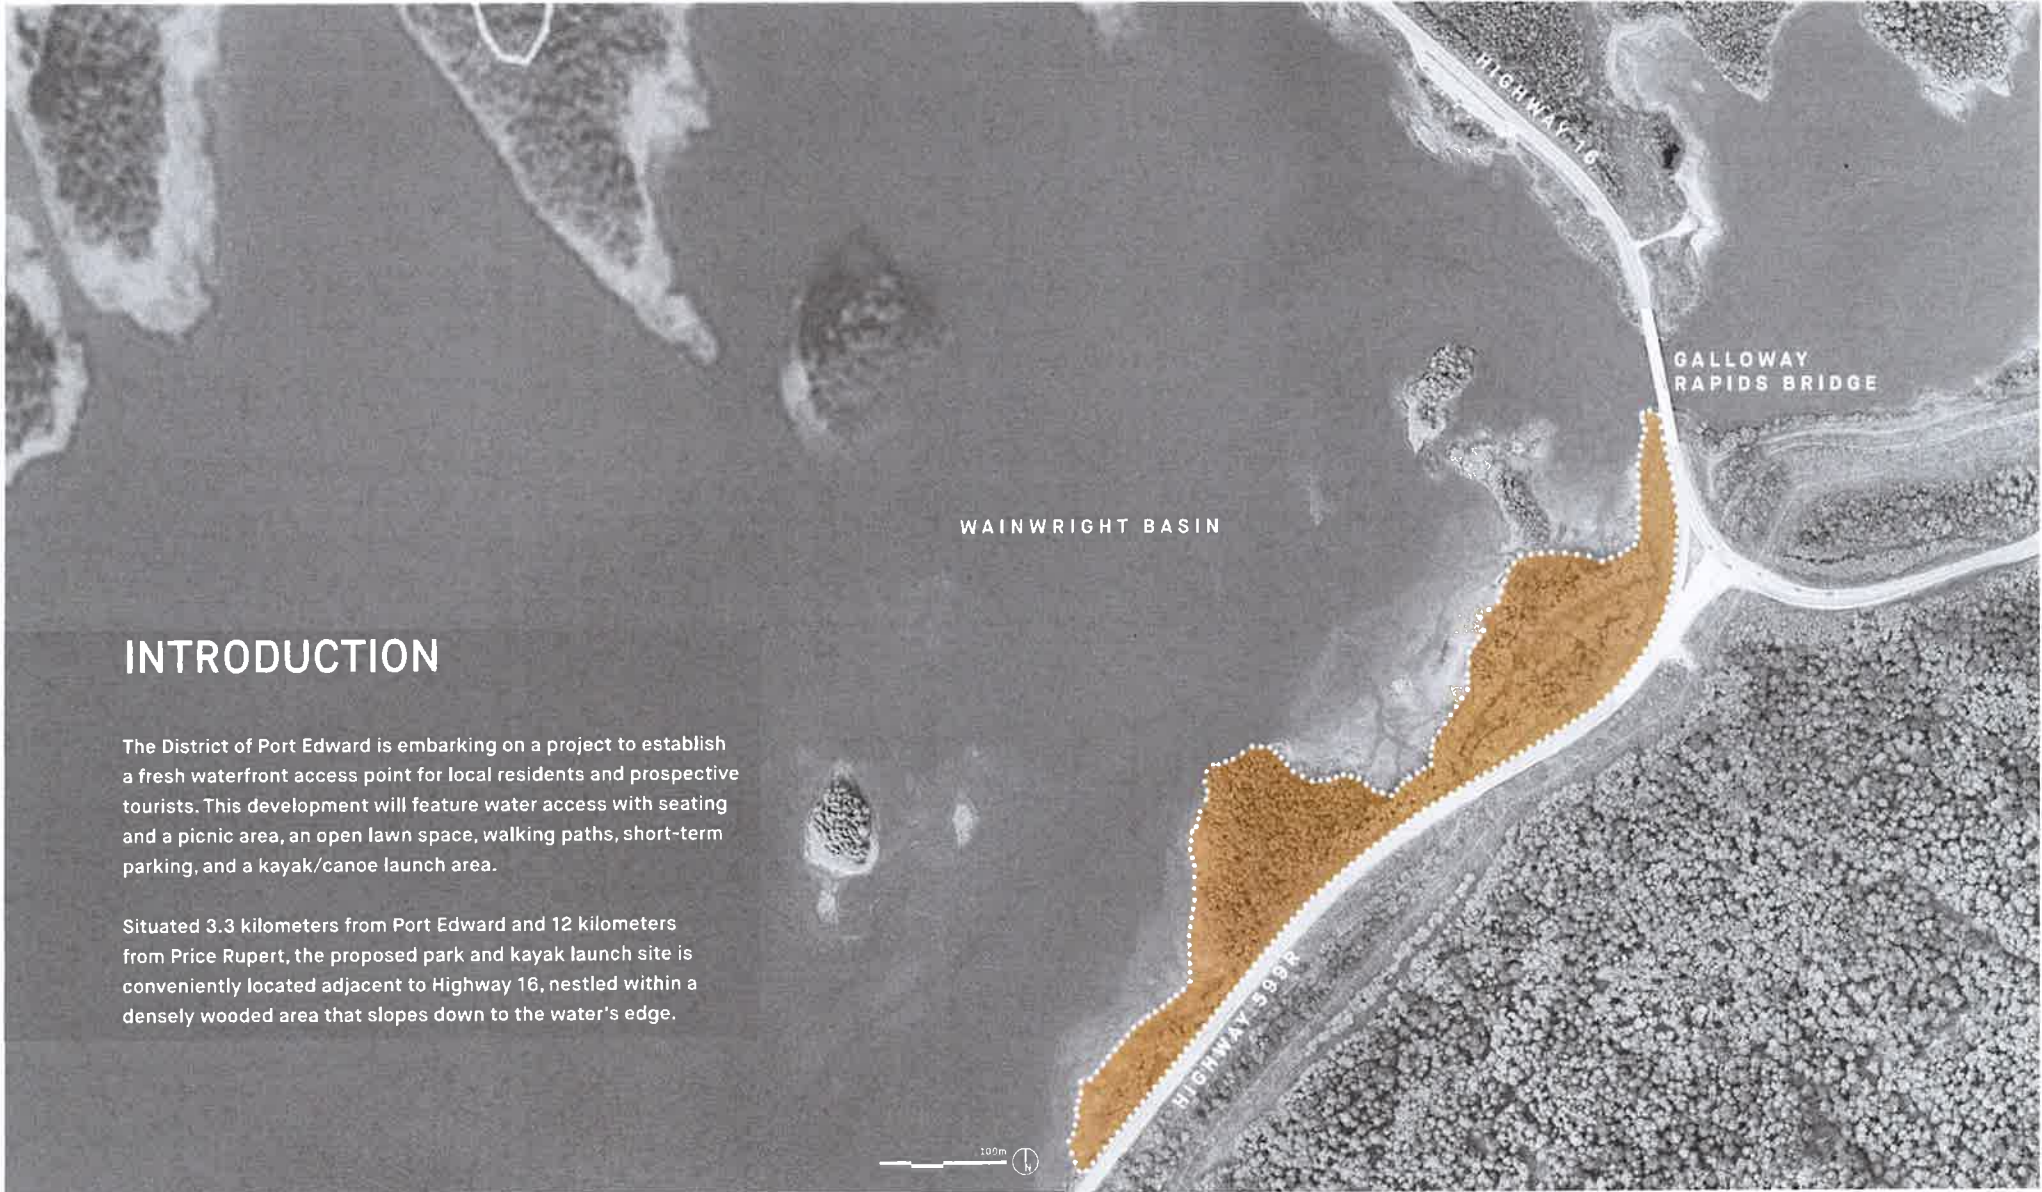 HIGHWAY 16
GALLOWAY
RAPIDS BRIDGE
WAINWRIGHT BASIN
INTRODUCTION
The District of Port Edward is embarking on a project to establish
a fresh waterfront access point for local residents and prospective
tourists. This development will feature water access with seating
and a picnic area, an open lawn space, walking paths, short-term
parking, and a kayak/canoe launch area.
Situated 3.3 kilometers from Port Edward and 12 kilometers
from Price Rupert, the proposed park and kayak launch site is
conveniently located adjacent to Highway 16, nestled within a
densely wooded area that slopes down to the water's edge.
HIGHWAY 599R
100m
N